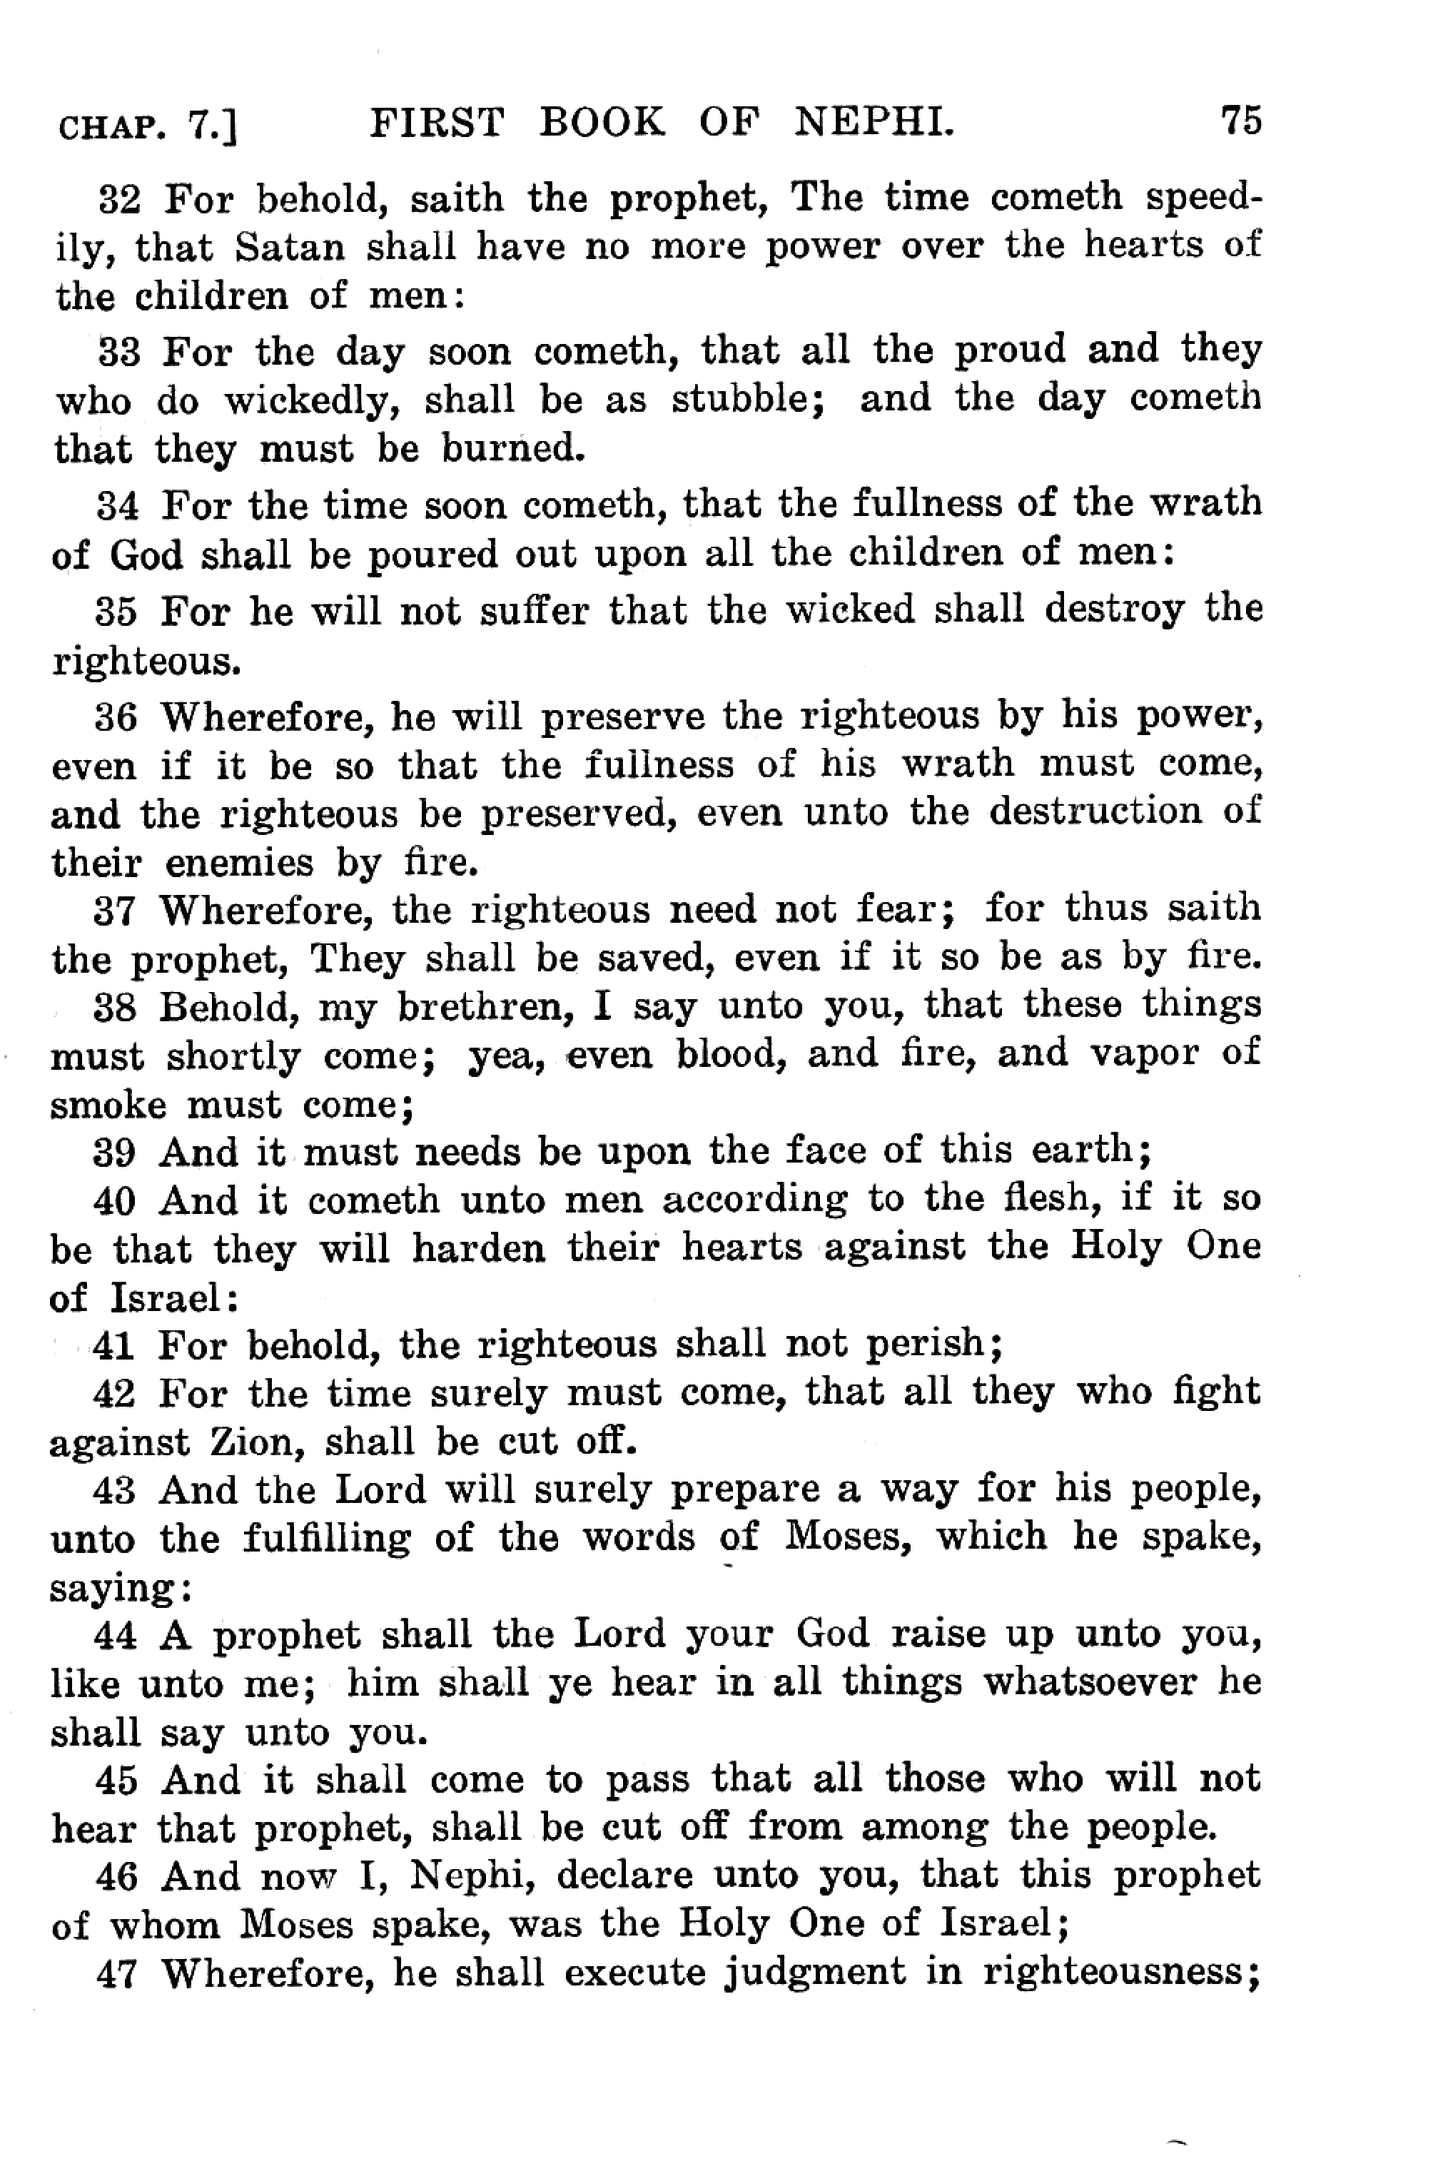 CHAP. 7.] FIRST BOOK OF NEPHI. 75
32 For behold, saith the prophet, The time cometh speed-
ily, that Satan shall have no more power over the hearts of
the children of men:
33 For the day soon cometh, that all the proud and they
who do wickedly, shall be as stubble; and the day cometh
that they must be burned.
34 For the time soon cometh, that the fullness of the wrath
of God shall be poured out upon all the children of men:
35 For he will not suffer that the wicked shall destroy the
righteous.
36 Wherefore, he will preserve the righteous by his power,
even if it be so that the fullness of his wrath must come,
and the righteous be preserved, even unto the destruction of
their enemies by fire.
37 Wherefore, the righteous need not fear; for thus saith
the prophet, They shall be saved, even if it so be as by fire.
38 Behold, my brethren, I say unto you, that these things
must shortly come; yea, even blood, and fire, and vapor of
smoke must come;
39 And it must needs be upon the face of this earth;
40 And it cometh unto men according to the flesh, if it so
be that they will harden their hearts against the Holy One
of Israel:
41 For behold, the righteous shall not perish;
42 For the time surely must come, that all they who fight
against Zion, shall be cut off.
43 And the Lord will surely prepare a way for his people,
unto the fulfilling of the words of Moses, which he spake,
saying:
44 A prophet shall the Lord your God raise up unto you,
like unto me; him shall ye hear in all things whatsoever he
shall say unto you.
45 And it shall come to pass that all those who will not
hear that prophet, shall be cut off from among the people.
46 And now I, Nephi, declare unto you, that this prophet
of whom Moses spake, was the Holy One of Israel;
47 Wherefore, he shall execute judgment in righteousness;